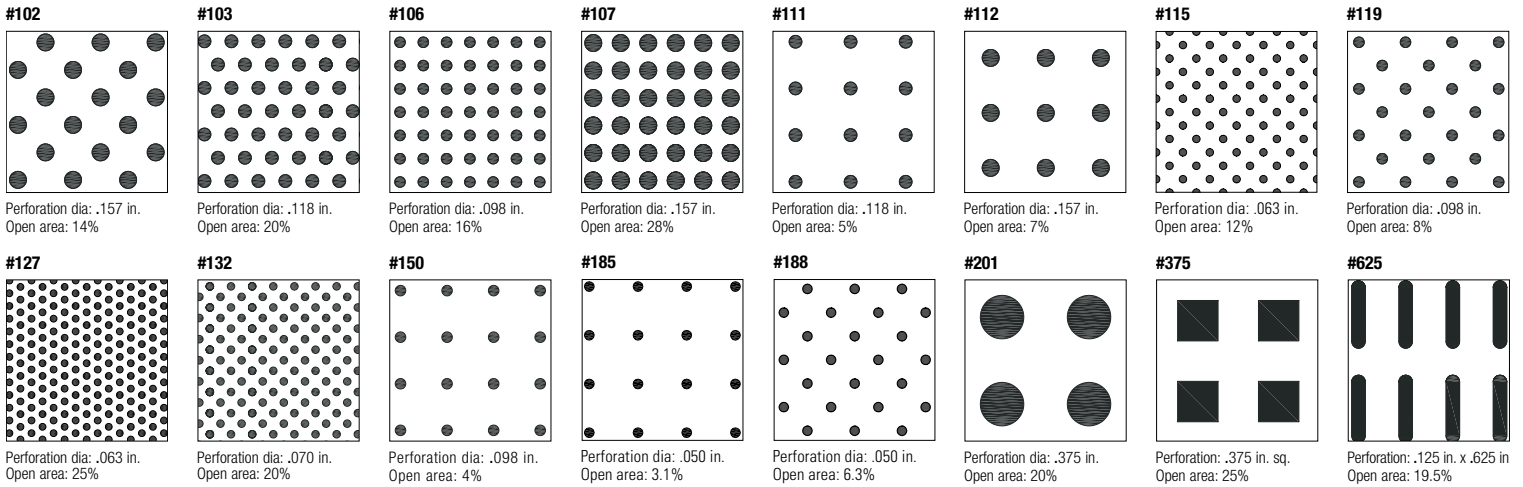 #102
Perforation dia: .157 in.
Open area: 14%
#103
Perforation dia: .118 in.
Open area: 20%
#106
Perforation dia: .098 in.
Open area: 16%
#107
Perforation dia: .157 in.
Open area: 28%
#111
Perforation dia: .118 in.
Open area: 5%
#112
Perforation dia: .157 in.
Open area: 7%
#115
Perforation dia: .063 in.
Open area: 12%
#119
Perforation dia: .098 in.
Open area: 8%
#127
Perforation dia: .063 in.
Open area: 25%
#132
Perforation dia: .070 in.
Open area: 20%
#150
Perforation dia: .098 in.
Open area: 4%
#185
Perforation dia: .050 in.
Open area: 3.1%
#188
Perforation dia: .050 in.
Open area: 6.3%
#201
Perforation dia: .375 in.
Open area: 20%
#375
Perforation: .375 in. sq.
Open area: 25%
#625
Perforation: .125 in. x .625 in
Open area: 19.5%